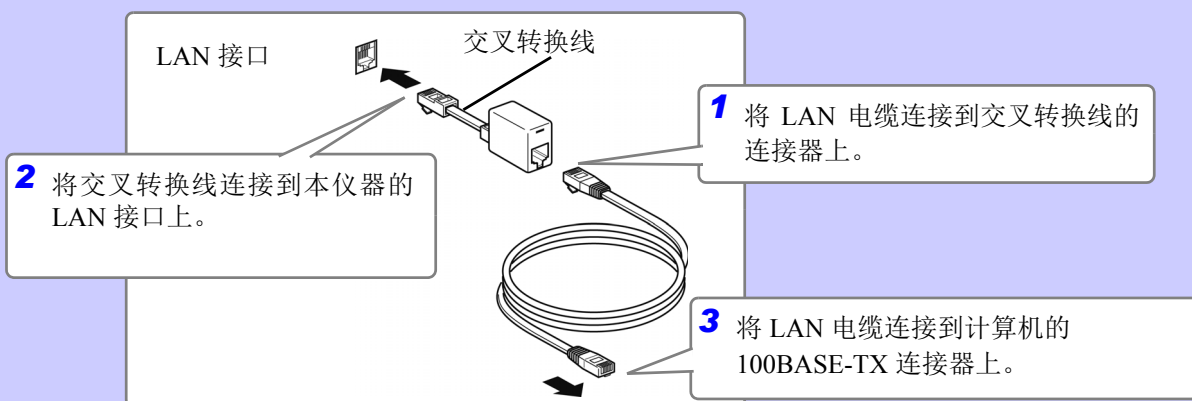 LAN 接口
交叉转换线
1 将 LAN 电缆连接到交叉转换线的
连接器上。
2 将交叉转换线连接到本仪器的
LAN 接口上。
3 将 LAN 电缆连接到计算机的
100BASE-TX 连接器上。